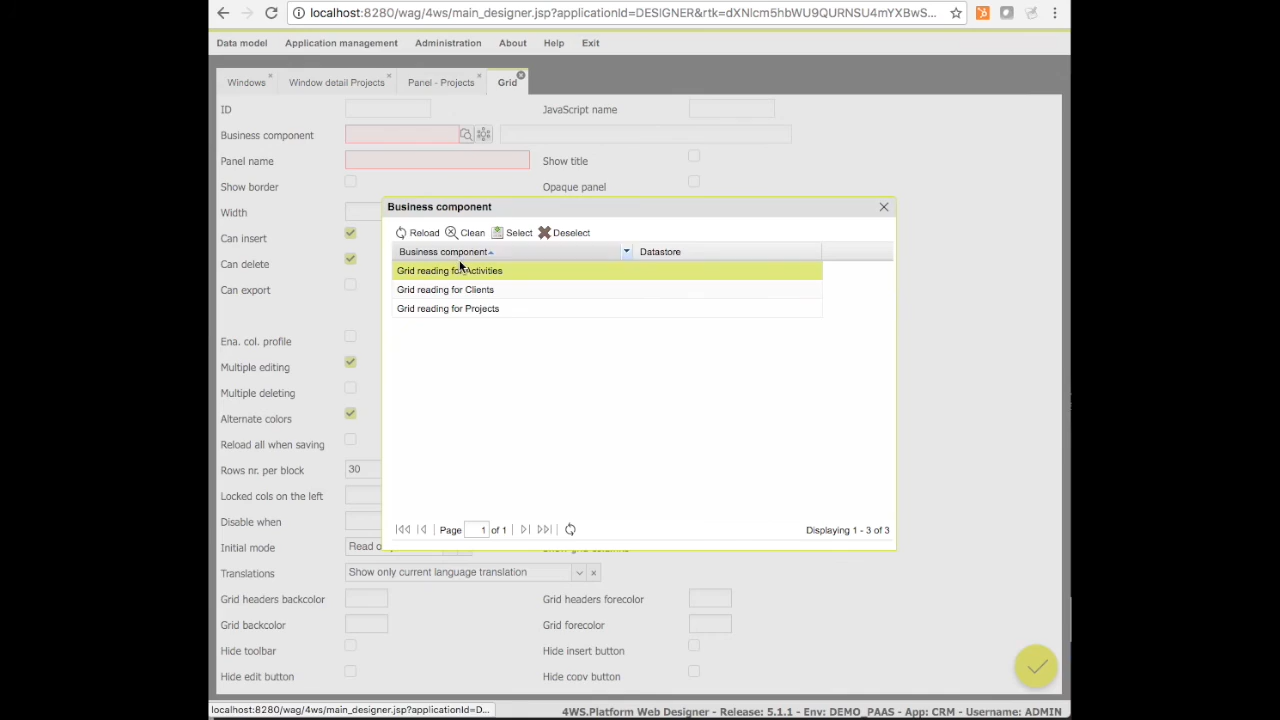 localhost:8280/wag/4ws/main_designer.jsp?applicationId=DESIGNER&rtk=dXNlcm5hbWU9QURNSU4mYXBwS...
Data model Application management Administration About Help Exit
Windows Window detail Projects Panel - Projects Grid
ID JavaScript name
Business component
Panel name Show title
Show border Opaque panel
Width
Can insert
Can delete
Can export
Ena. col. profile
Multiple editing
Multiple deleting
Alternate colors
Reload all when saving
Rows nr. per block 30
Locked cols on the left
Disable when
Initial mode
Translations Show only current language translation
Grid headers backcolor Grid headers forecolor
Grid backcolor Grid forecolor
Hide toolbar Hide insert button
Hide edit button Hide copy button
Business component
Reload Clean Select Deselect
Business component Datastore
Grid reading for Activities
Grid reading for Clients
Grid reading for Projects
Page 1 of 1 Displaying 1 - 3 of 3
localhost:8280/wag/4ws/main_designer.jsp?applicationId=D...
4WS.Platform Web Designer - Release: 5.1.1 - Env: DEMO_PAAS - App: CRM - Username: ADMIN